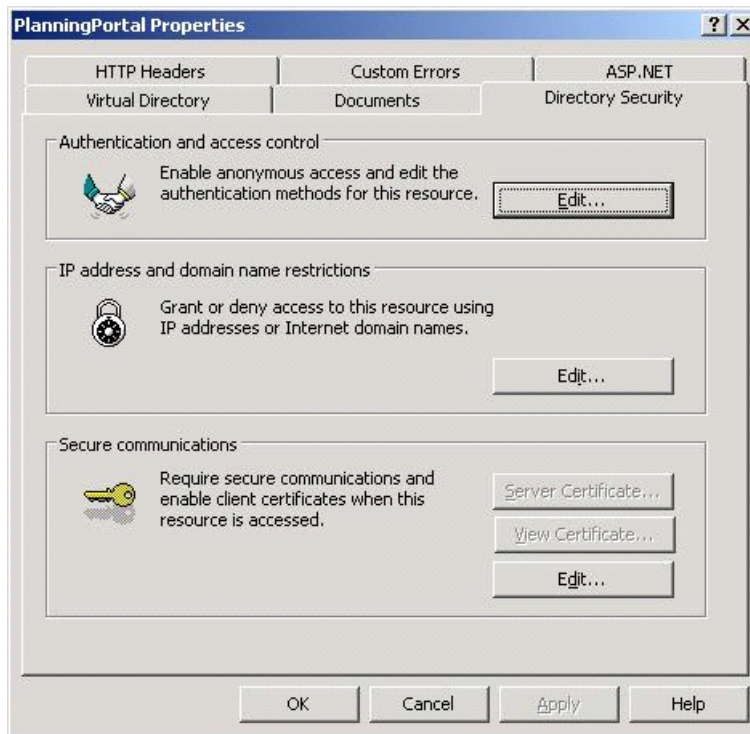 PlanningPortal Properties
HTTP Headers
Custom Errors
ASP.NET
Virtual Directory
Documents
Directory Security
Authentication and access control
Enable anonymous access and edit the
authentication methods for this resource.
Edit...
IP address and domain name restrictions
Grant or deny access to this resource using
IP addresses or Internet domain names.
Edit...
Secure communications
Require secure communications and
enable client certificates when this
resource is accessed.
Server Certificate...
View Certificate...
Edit...
OK
Cancel
Apply
Help